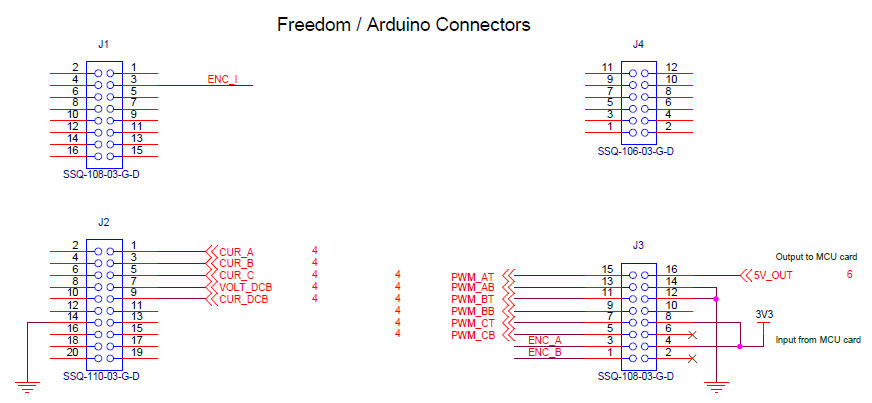 Freedom / Arduino Connectors
J1
2 1
4 3 ENC_I
6 5
8 7
10 9
12 11
14 13
16 15
SSQ-108-03-G-D
J4
11 12
9 10
7 8
5 6
3 4
1 2
SSQ-106-03-G-D
J2
2 1 CUR_A 4
4 3 CUR_B 4
6 5 CUR_C 4
8 7 VOLT_DCB 4
10 9 CUR_DCB 4
12 11
14 13
16 15
18 17
20 19
SSQ-110-03-G-D
J3
Output to MCU card
4 PWM_AT 15 16 5V_OUT 6
4 PWM_AB 13 14
4 PWM_BT 11 12
4 PWM_BB 9 10
4 PWM_CT 7 8 3V3
4 PWM_CB 5 6
ENC_A 3 4 Input from MCU card
ENC_B 1 2
SSQ-108-03-G-D